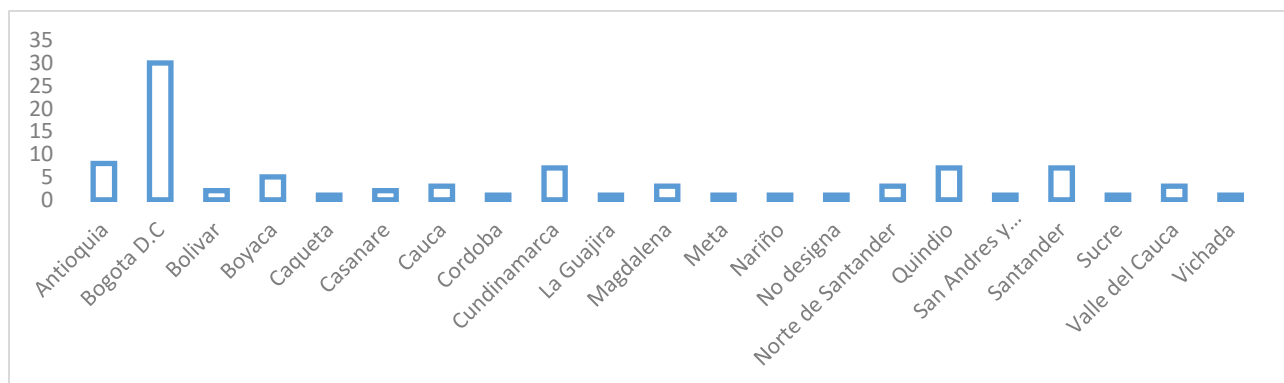 35
30
25
20
15
10
5
0
Antioquia
Bogota D.C
Bolivar
Boyaca
Caqueta
Casanare
Cauca
Cordoba
Cundinamarca
La Guajira
Magdalena
Meta
Nariño
No designa
Norte de Santander
Quindio
San Andres y...
Santander
Sucre
Valle del Cauca
Vichada